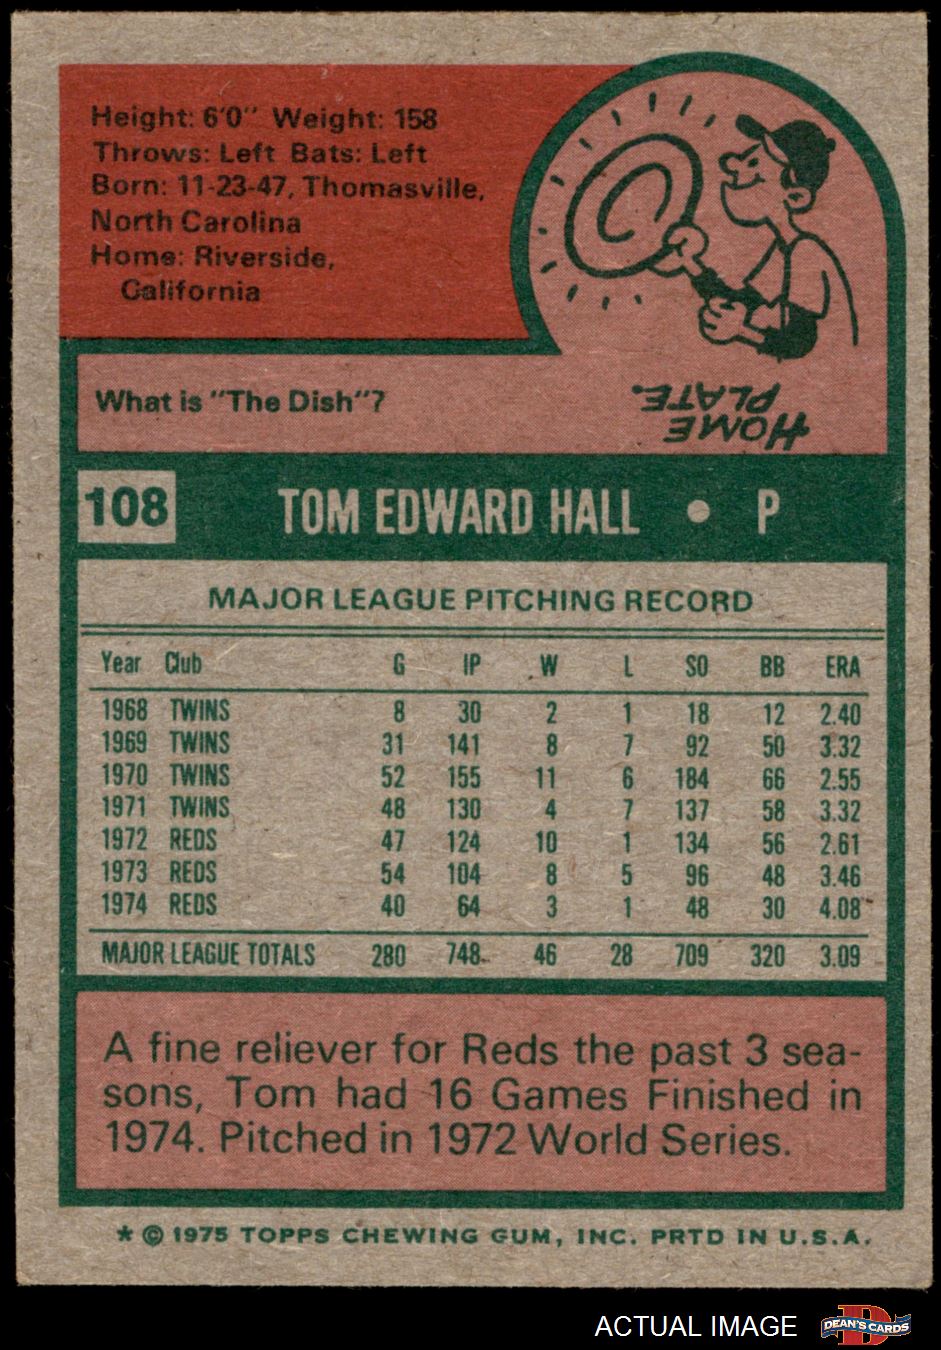 Height: 6'0" Weight: 158
Throws: Left Bats: Left
Born: 11-23-47, Thomasville,
North Carolina
Home: Riverside,
California
What is "The Dish"?
HOME
PLATE.
108 TOM EDWARD HALL • P
MAJOR LEAGUE PITCHING RECORD
Year Club G IP W L SO BB ERA
1968 TWINS 8 30 2 1 18 12 2.40
1969 TWINS 31 141 8 7 92 50 3.32
1970 TWINS 52 155 11 6 184 66 2.55
1971 TWINS 48 130 4 7 137 58 3.32
1972 REDS 47 124 10 1 134 56 2.61
1973 REDS 54 104 8 5 96 48 3.46
1974 REDS 40 64 3 1 48 30 4.08
MAJOR LEAGUE TOTALS 280 748 46 28 709 320 3.09
A fine reliever for Reds the past 3 sea-
sons, Tom had 16 Games Finished in
1974. Pitched in 1972 World Series.
* © 1975 TOPPS CHEWING GUM, INC. PRTD IN U.S.A.
ACTUAL IMAGE DEAN'S CARDS